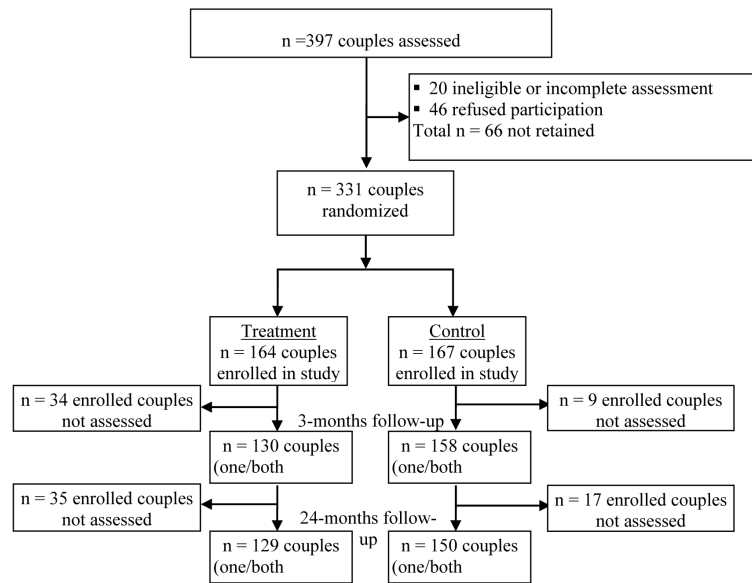 n =397 couples assessed
▪ 20 ineligible or incomplete assessment
▪ 46 refused participation
Total n = 66 not retained
n = 331 couples
randomized
Treatment
n = 164 couples
enrolled in study
Control
n = 167 couples
enrolled in study
n = 34 enrolled couples
not assessed
3-months follow-up
n = 9 enrolled couples
not assessed
n = 130 couples
(one/both
n = 158 couples
(one/both
n = 35 enrolled couples
not assessed
24-months follow-
up
n = 17 enrolled couples
not assessed
n = 129 couples
(one/both
n = 150 couples
(one/both